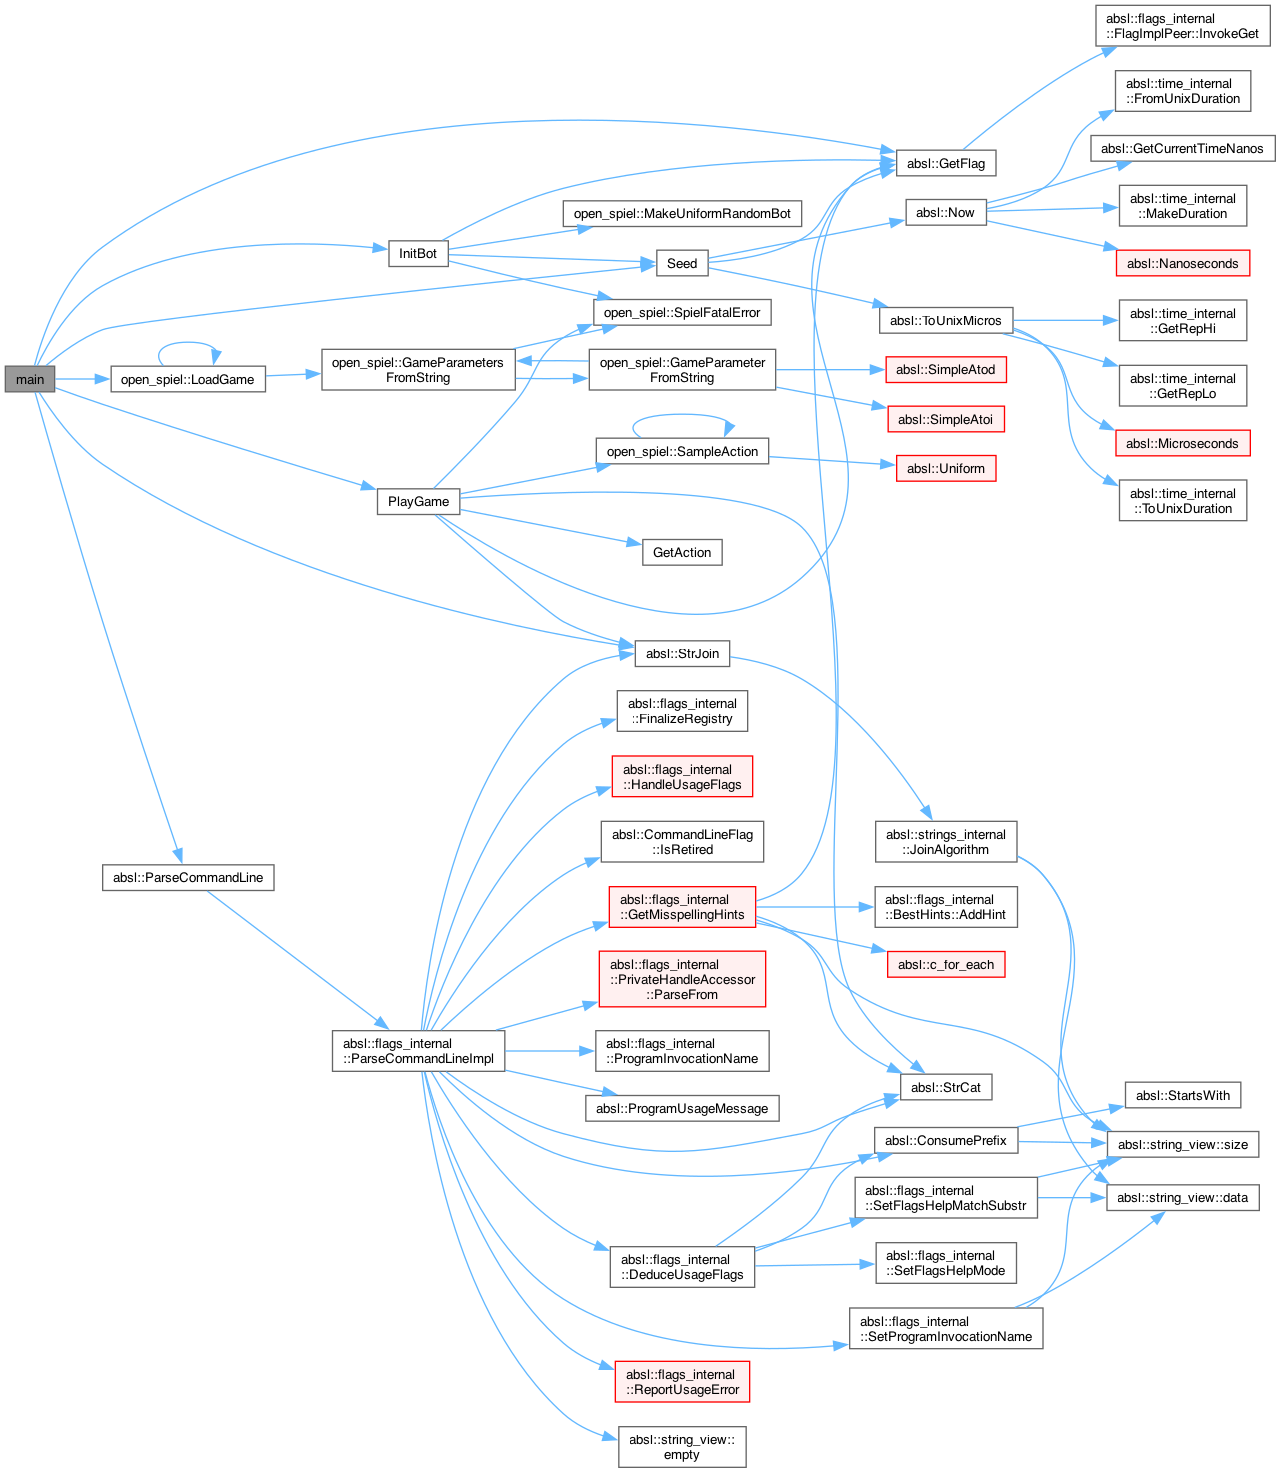 absl::flags_internal
::FlagImplPeer::InvokeGet
absl::time_internal
::FromUnixDuration
absl::GetCurrentTimeNanos
absl::GetFlag
absl::time_internal
::MakeDuration
open_spiel::MakeUniformRandomBot
absl::Now
InitBot
Seed
absl::Nanoseconds
open_spiel::SpielFatalError
absl::ToUnixMicros
absl::time_internal
::GetRepHi
main
open_spiel::LoadGame
open_spiel::GameParameters
FromString
open_spiel::GameParameter
FromString
absl::SimpleAtod
absl::time_internal
::GetRepLo
absl::SimpleAtoi
absl::Microseconds
open_spiel::SampleAction
absl::Uniform
PlayGame
absl::time_internal
::ToUnixDuration
GetAction
absl::StrJoin
absl::flags_internal
::FinalizeRegistry
absl::flags_internal
::HandleUsageFlags
absl::CommandLineFlag
::IsRetired
absl::strings_internal
::JoinAlgorithm
absl::ParseCommandLine
absl::flags_internal
::GetMisspellingHints
absl::flags_internal
::BestHints::AddHint
absl::flags_internal
::PrivateHandleAccessor
::ParseFrom
absl::c_for_each
absl::flags_internal
::ParseCommandLineImpl
absl::flags_internal
::ProgramInvocationName
absl::ProgramUsageMessage
absl::StrCat
absl::StartsWith
absl::ConsumePrefix
absl::string_view::size
absl::flags_internal
::SetFlagsHelpMatchSubstr
absl::string_view::data
absl::flags_internal
::DeduceUsageFlags
absl::flags_internal
::SetFlagsHelpMode
absl::flags_internal
::SetProgramInvocationName
absl::flags_internal
::ReportUsageError
absl::string_view::
empty